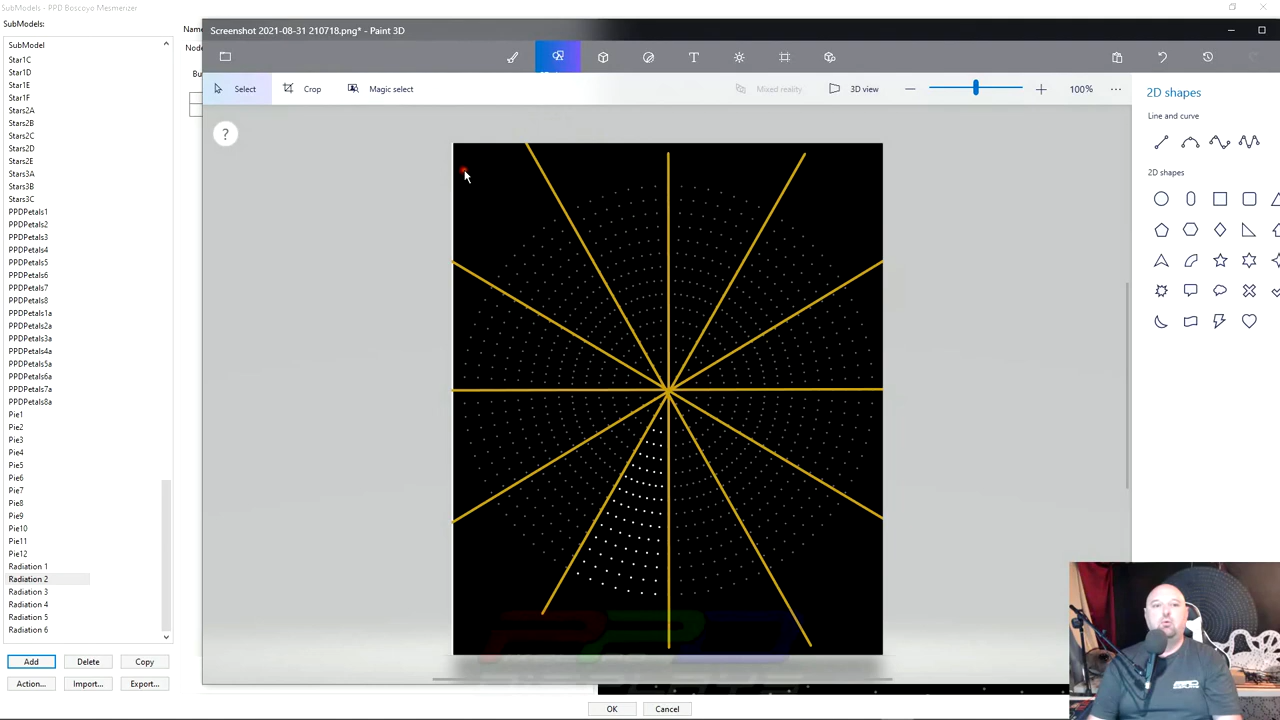 SubModels - PPD Boscoyo Mesmerizer
SubModels:
SubModel
Star1C
Star1D
Star1E
Star1F
Stars2A
Stars2B
Stars2C
Stars2D
Stars2E
Stars3A
Stars3B
Stars3C
PPDPetals1
PPDPetals2
PPDPetals3
PPDPetals4
PPDPetals5
PPDPetals6
PPDPetals7
PPDPetals8
PPDPetals1a
PPDPetals2a
PPDPetals3a
PPDPetals4a
PPDPetals5a
PPDPetals6a
PPDPetals7a
PPDPetals8a
Pie1
Pie2
Pie3
Pie4
Pie5
Pie6
Pie7
Pie8
Pie9
Pie10
Pie11
Pie12
Radiation 1
Radiation 2
Radiation 3
Radiation 4
Radiation 5
Radiation 6
Add Delete Copy
Action... Import... Export...
Screenshot 2021-08-31 210718.png* - Paint 3D
Select Crop Magic select Mixed reality 3D view 100%
?
2D shapes
Line and curve
2D shapes
PPD
OK Cancel